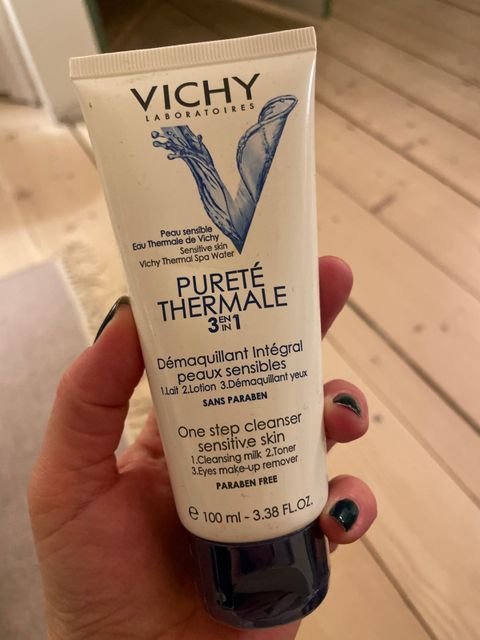 VICHY
LABORATOIRES
Peau sensible
Eau Thermale de Vichy
Sensitive skin
Vichy Thermal Spa Water
PURETÉ
THERMALE
3 EN IN 1
Démaquillant Intégral
peaux sensibles
1.Lait 2.Lotion 3.Démaquillant yeux
SANS PARABEN
One step cleanser
sensitive skin
1.Cleansing milk 2.Toner
3.Eyes make-up remover
PARABEN FREE
e 100 ml - 3.38 FL.OZ.